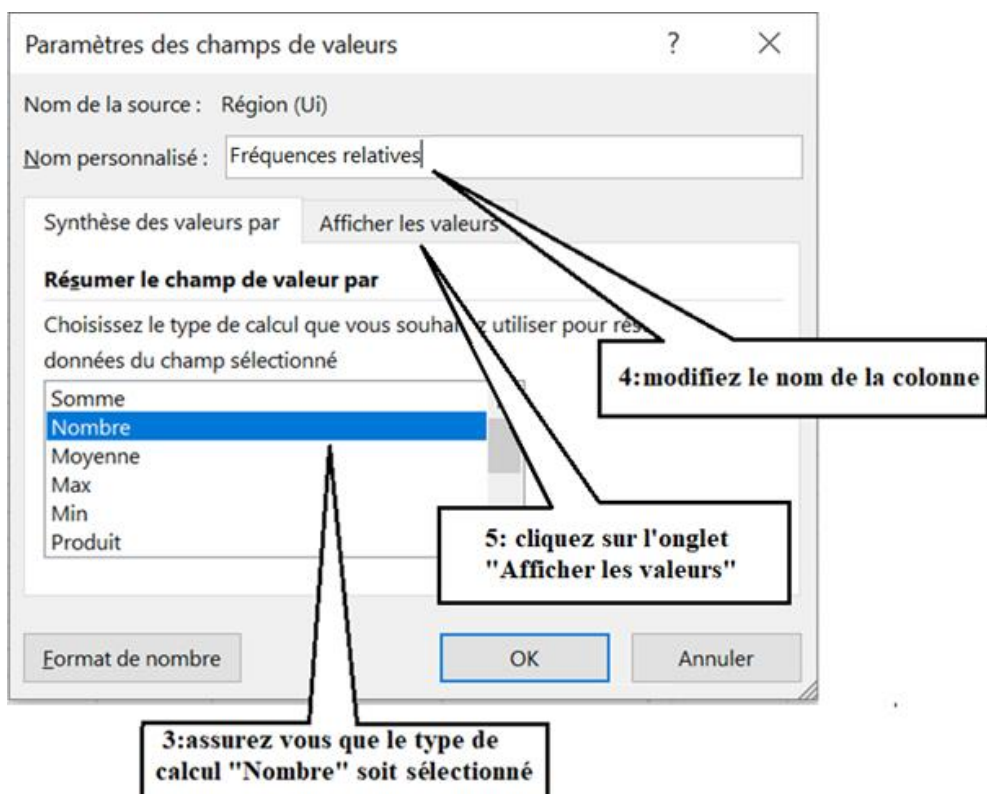 Paramètres des champs de valeurs ? ×
Nom de la source : Région (Ui)
Nom personnalisé : Fréquences relatives
Synthèse des valeurs par Afficher les valeurs
Résumer le champ de valeur par
Choisissez le type de calcul que vous utiliser pour
données du champ sélectionné
Somme
Nombre
Moyenne
Max
Min
Produit
4:modifiez le nom de la colonne
5: cliquez sur l'onglet
"Afficher les valeurs"
Format de nombre OK Annuler
3:assurez vous que le type de
calcul "Nombre" soit sélectionné